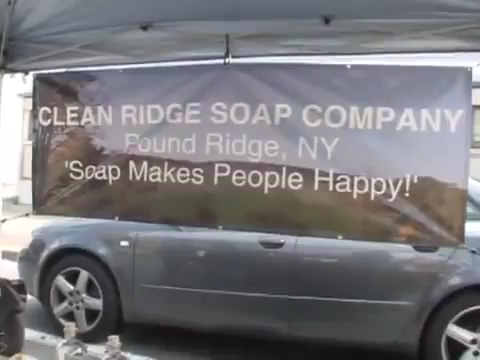 CLEAN RIDGE SOAP COMPANY
Pound Ridge, NY
'Soap Makes People Happy!'